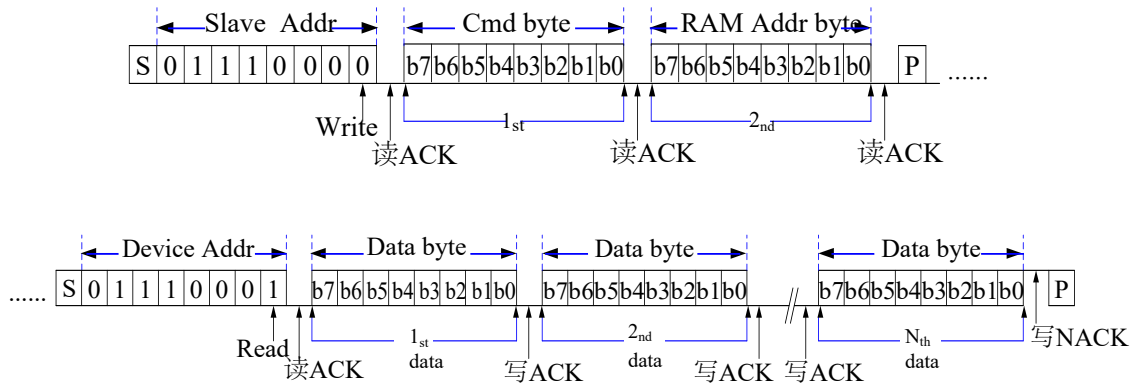 Slave Addr Cmd byte RAM Addr byte
S 0 1 1 1 0 0 0 0 b7 b6 b5 b4 b3 b2 b1 b0 b7 b6 b5 b4 b3 b2 b1 b0 P ......
Write 1st 2nd
读ACK 读ACK 读ACK
Device Addr Data byte Data byte Data byte
...... S 0 1 1 1 0 0 0 1 b7 b6 b5 b4 b3 b2 b1 b0 b7 b6 b5 b4 b3 b2 b1 b0 // b7 b6 b5 b4 b3 b2 b1 b0 P
Read 1st 2nd Nth 写NACK
data data data
读ACK 写ACK 写ACK 写ACK